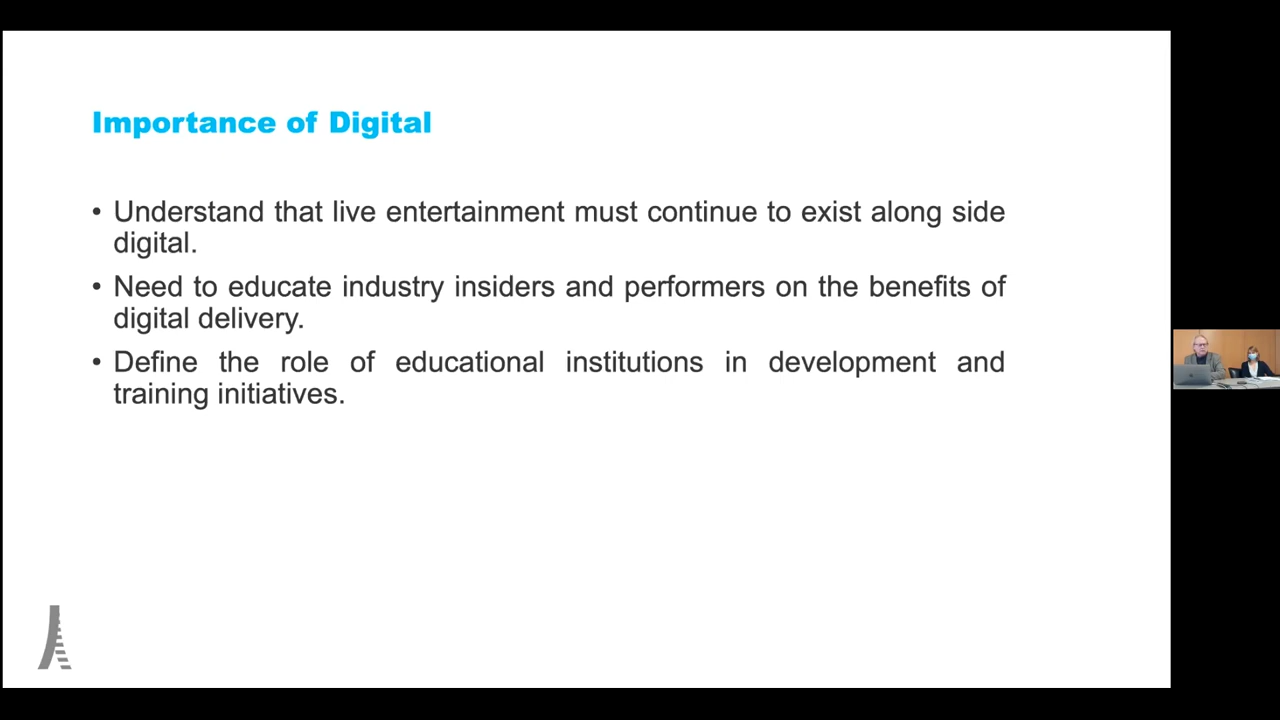 Importance of Digital
• Understand that live entertainment must continue to exist along side
digital.
• Need to educate industry insiders and performers on the benefits of
digital delivery.
• Define the role of educational institutions in development and
training initiatives.